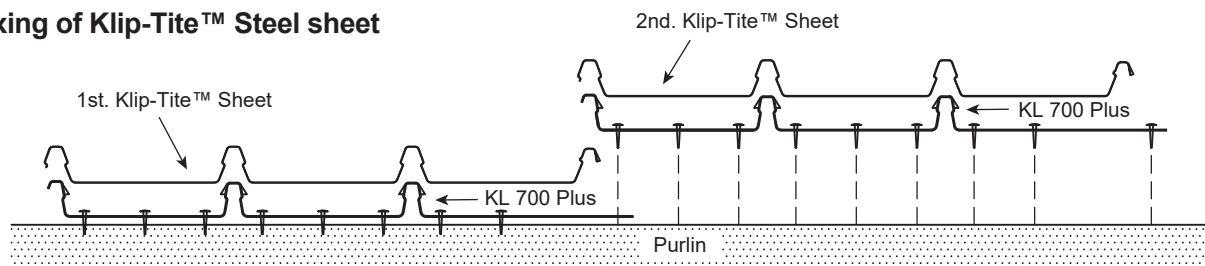 xing of Klip-Tite™ Steel sheet
2nd. Klip-Tite™ Sheet
1st. Klip-Tite™ Sheet
KL 700 Plus
KL 700 Plus
Purlin